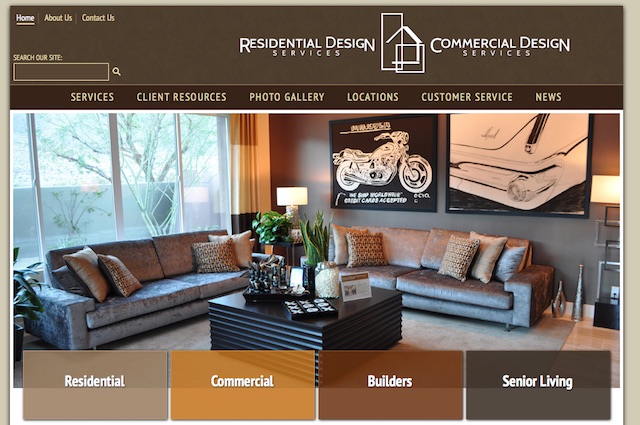 Home About Us Contact Us
RESIDENTIAL DESIGN
SERVICES
COMMERCIAL DESIGN
SERVICES
SEARCH OUR SITE:
SERVICES CLIENT RESOURCES PHOTO GALLERY LOCATIONS CUSTOMER SERVICE NEWS
"WE SHIP WORLDWIDE"
CREDIT CARDS ACCEPTED
Residential Commercial Builders Senior Living